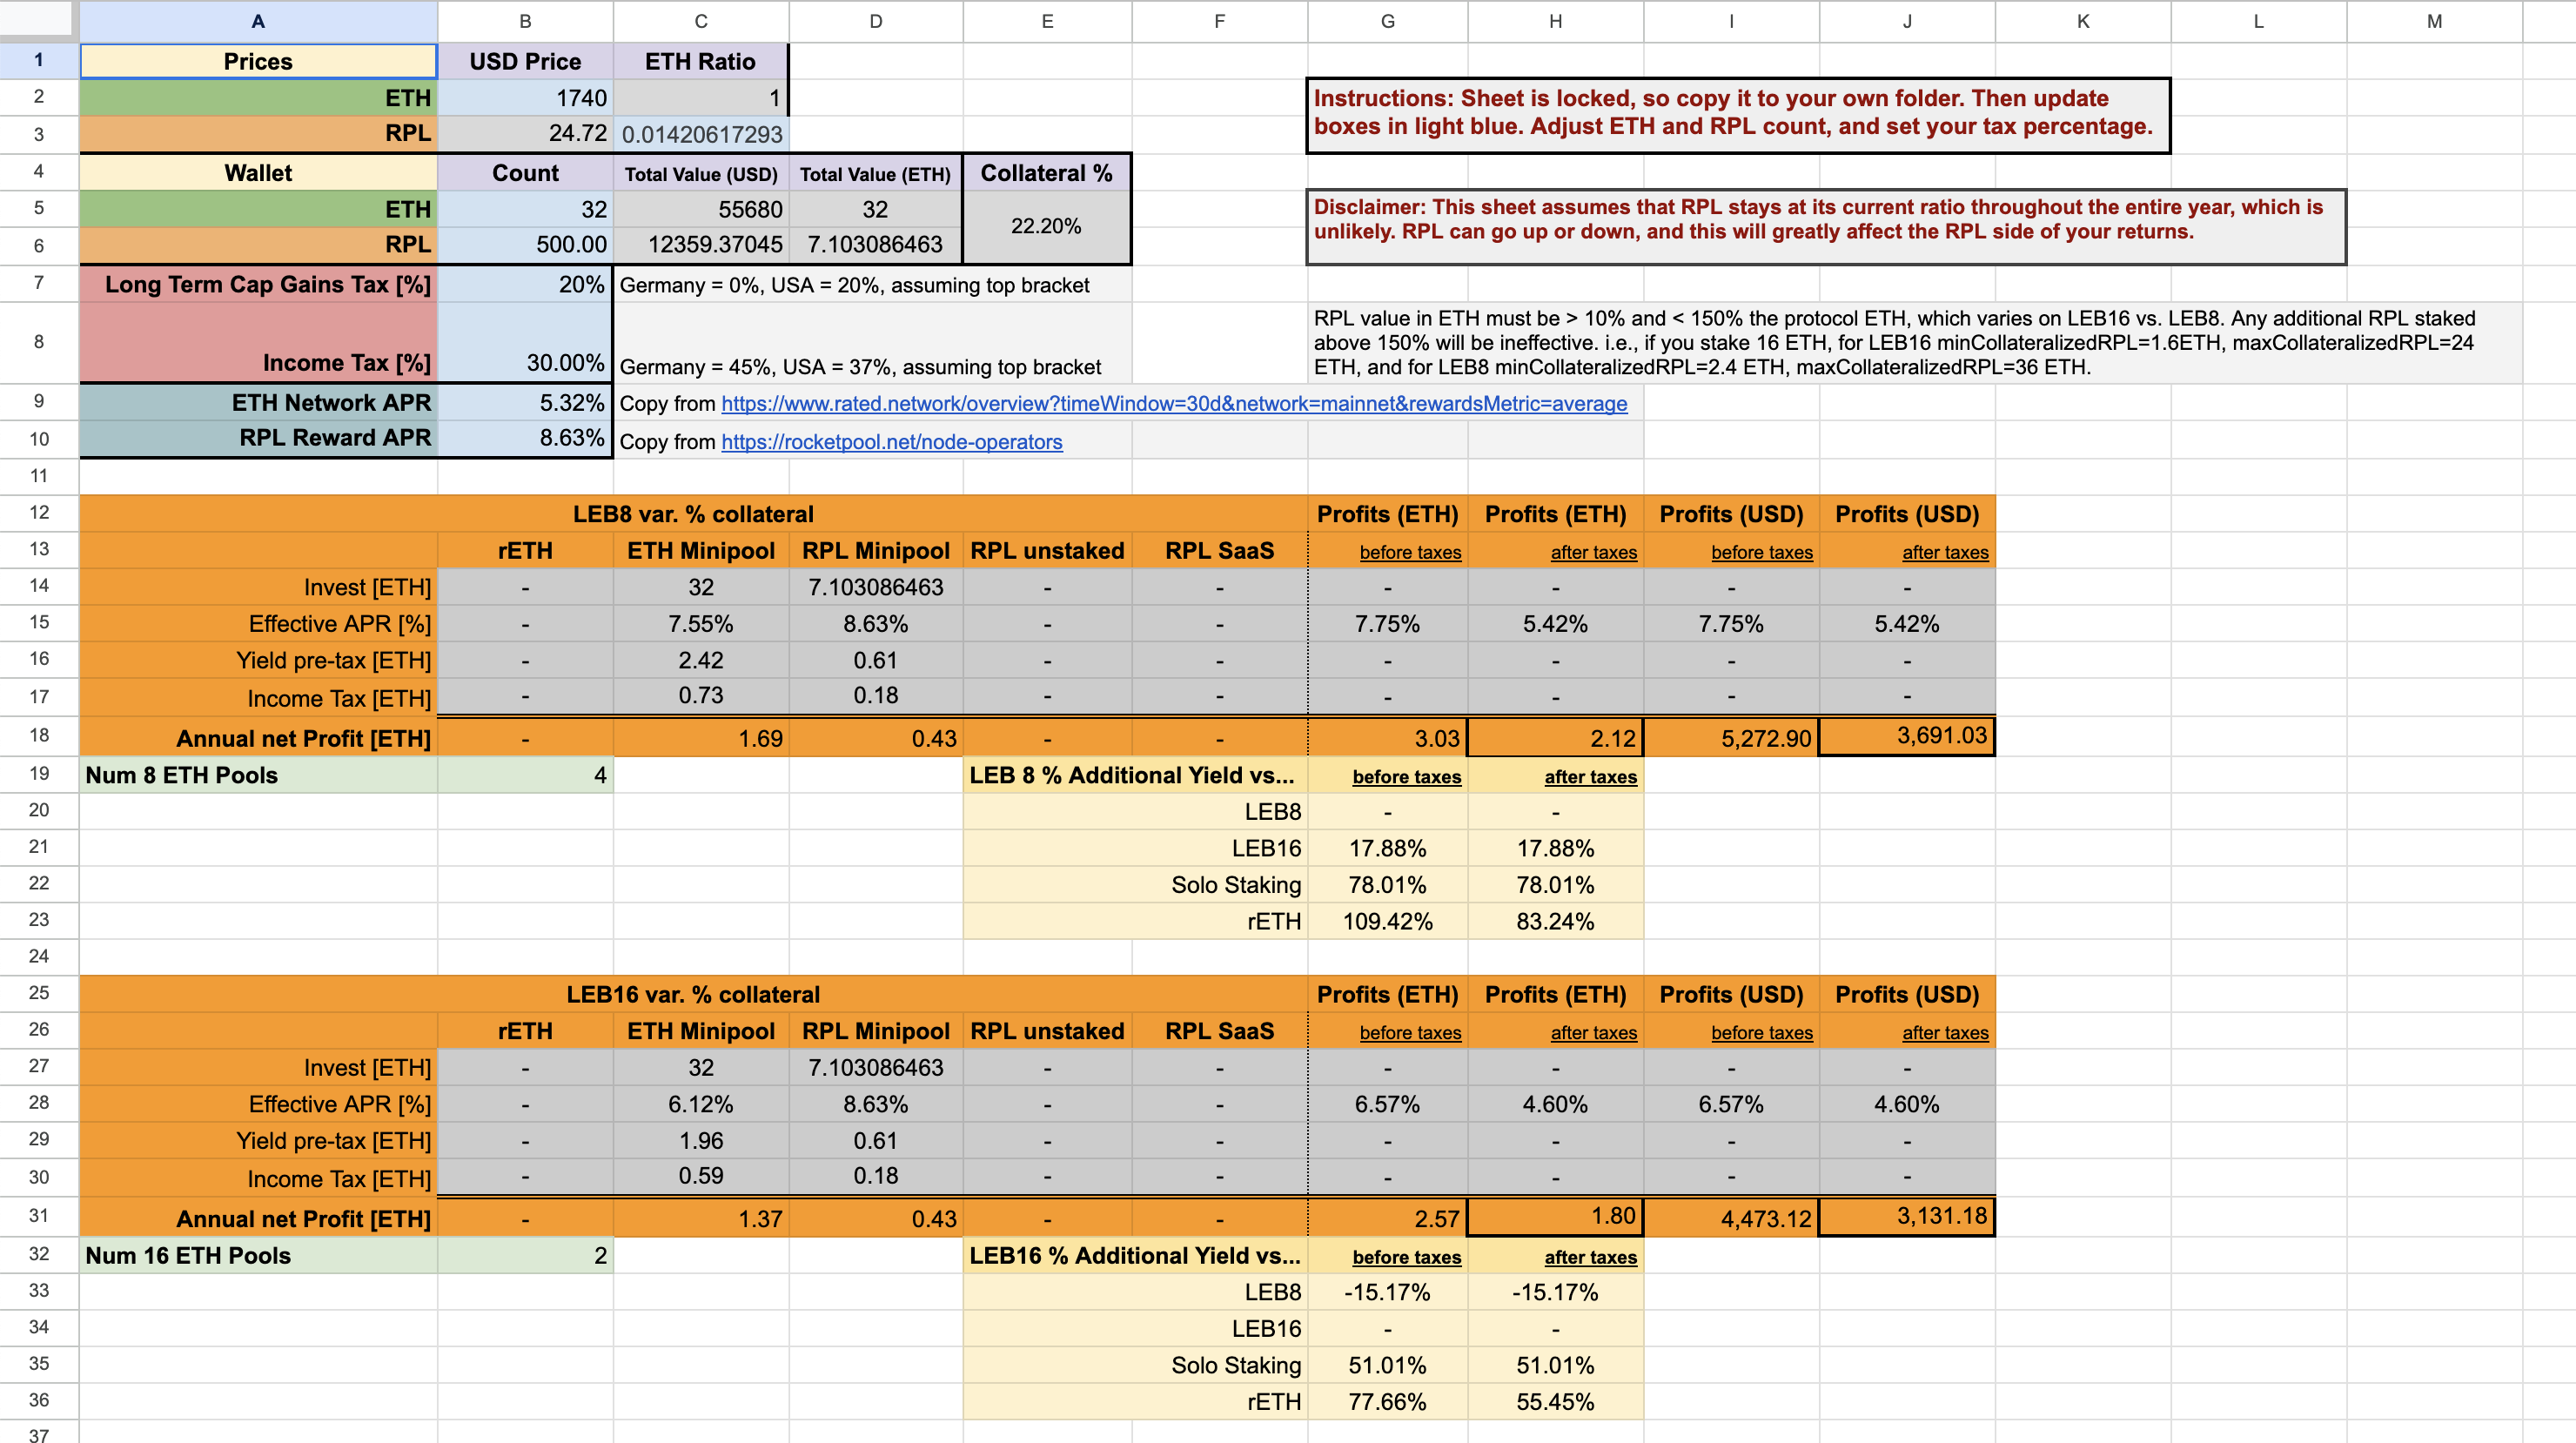 A B C D E F G H I J K L M
1 Prices USD Price ETH Ratio
2 ETH 1740 1
Instructions: Sheet is locked, so copy it to your own folder. Then update
boxes in light blue. Adjust ETH and RPL count, and set your tax percentage.
3 RPL 24.72 0.01420617293
4 Wallet Count Total Value (USD) Total Value (ETH) Collateral %
5 ETH 32 55680 32 22.20%
Disclaimer: This sheet assumes that RPL stays at its current ratio throughout the entire year, which is
unlikely. RPL can go up or down, and this will greatly affect the RPL side of your returns.
6 RPL 500.00 12359.37045 7.103086463
7 Long Term Cap Gains Tax [%] 20% Germany = 0%, USA = 20%, assuming top bracket
RPL value in ETH must be > 10% and < 150% the protocol ETH, which varies on LEB16 vs. LEB8. Any additional RPL staked
above 150% will be ineffective. i.e., if you stake 16 ETH, for LEB16 minCollateralizedRPL=1.6ETH, maxCollateralizedRPL=24
ETH, and for LEB8 minCollateralizedRPL=2.4 ETH, maxCollateralizedRPL=36 ETH.
8 Income Tax [%] 30.00% Germany = 45%, USA = 37%, assuming top bracket
9 ETH Network APR 5.32% Copy from https://www.rated.network/overview?timeWindow=30d&network=mainnet&rewardsMetric=average
10 RPL Reward APR 8.63% Copy from https://rocketpool.net/node-operators
11
12 LEB8 var. % collateral Profits (ETH) Profits (ETH) Profits (USD) Profits (USD)
13 rETH ETH Minipool RPL Minipool RPL unstaked RPL SaaS before taxes after taxes before taxes after taxes
14 Invest [ETH] - 32 7.103086463 - - - - - -
15 Effective APR [%] - 7.55% 8.63% - - 7.75% 5.42% 7.75% 5.42%
16 Yield pre-tax [ETH] - 2.42 0.61 - - - - - -
17 Income Tax [ETH] - 0.73 0.18 - - - - - -
18 Annual net Profit [ETH] - 1.69 0.43 - - 3.03 2.12 5,272.90 3,691.03
19 Num 8 ETH Pools 4 LEB 8 % Additional Yield vs... before taxes after taxes
20 LEB8 - -
21 LEB16 17.88% 17.88%
22 Solo Staking 78.01% 78.01%
23 rETH 109.42% 83.24%
24
25 LEB16 var. % collateral Profits (ETH) Profits (ETH) Profits (USD) Profits (USD)
26 rETH ETH Minipool RPL Minipool RPL unstaked RPL SaaS before taxes after taxes before taxes after taxes
27 Invest [ETH] - 32 7.103086463 - - - - - -
28 Effective APR [%] - 6.12% 8.63% - - 6.57% 4.60% 6.57% 4.60%
29 Yield pre-tax [ETH] - 1.96 0.61 - - - - - -
30 Income Tax [ETH] - 0.59 0.18 - - - - - -
31 Annual net Profit [ETH] - 1.37 0.43 - - 2.57 1.80 4,473.12 3,131.18
32 Num 16 ETH Pools 2 LEB16 % Additional Yield vs... before taxes after taxes
33 LEB8 -15.17% -15.17%
34 LEB16 - -
35 Solo Staking 51.01% 51.01%
36 rETH 77.66% 55.45%
37